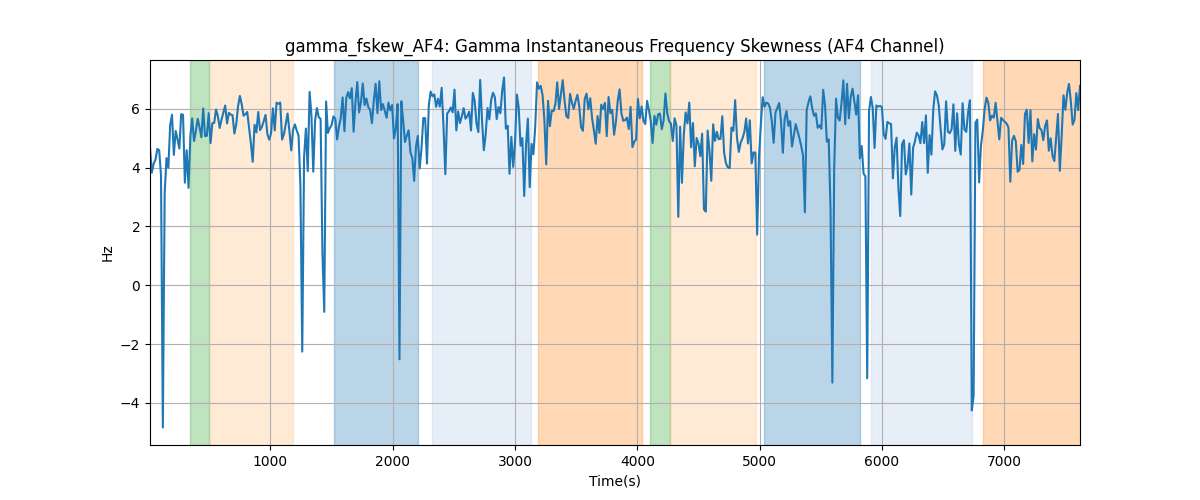 gamma_fskew_AF4: Gamma Instantaneous Frequency Skewness (AF4 Channel)
Hz
6
4
2
0
−2
−4
1000 2000 3000 4000 5000 6000 7000
Time(s)